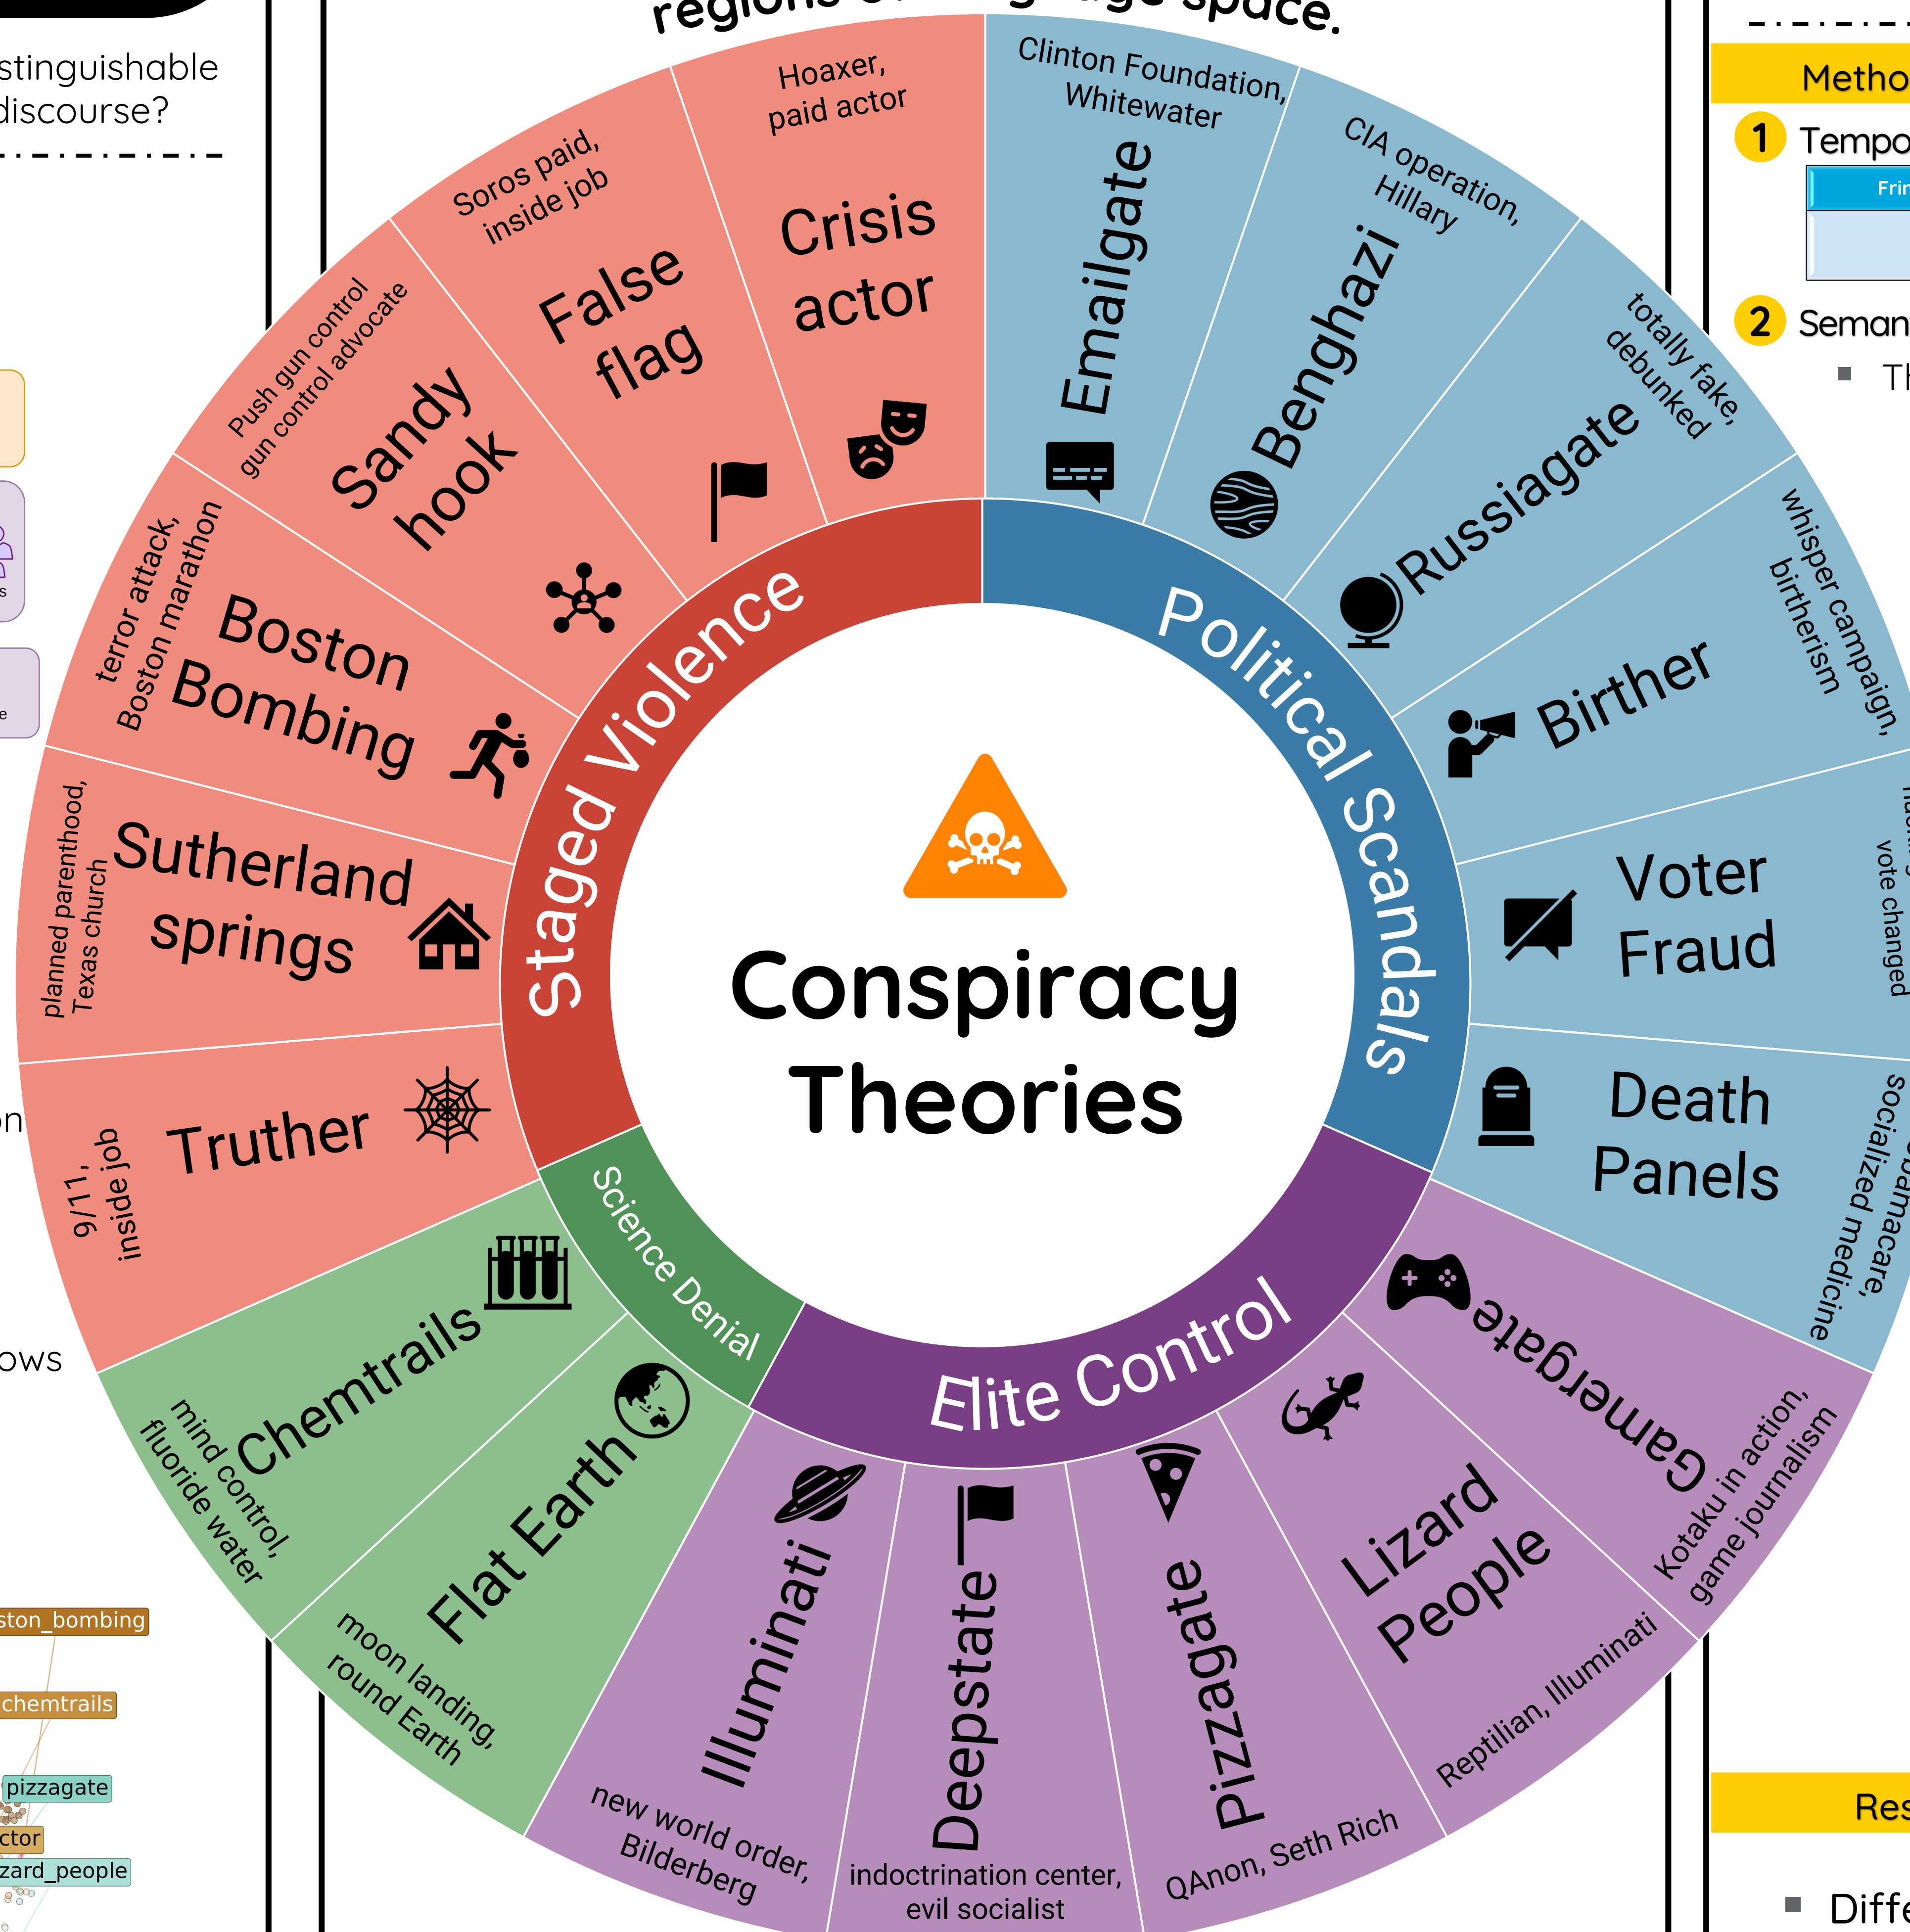 stinguishable
discourse?
s
e
on
ows
ston_bombing
chemtrails
pizzagate
ctor
zard_people
space.
Conspiracy
Theories
Political Scandals
Clinton Foundation,
Whitewater
Emailgate
CIA operation,
Hillary
Benghazi
totally fake,
debunked
Russiagate
whisper campaign,
birtherism
Birther
vote changed
Voter
Fraud
socialized medicine
Death
Panels
Elite Control
Kotaku in action,
game journalism
Gamergate
Reptilian, Illuminati
Lizard
People
QAnon, Seth Rich
Pizzagate
indoctrination center,
evil socialist
Deepstate
new world order,
Bilderberg
Illuminati
Science Denial
moon landing,
round Earth
Flat Earth
mind control,
fluoride water
Chemtrails
Staged Violence
9/11,
inside job
Truther
planned parenthood,
Texas church
Sutherland
springs
terror attack,
Boston marathon
Boston
Bombing
Push gun control
gun control advocate
Sandy
hook
Soros paid,
inside job
False
flag
Hoaxer,
paid actor
Crisis
actor
Metho
1 Tempo
Frin
2 Seman
Th
Res
Diffe